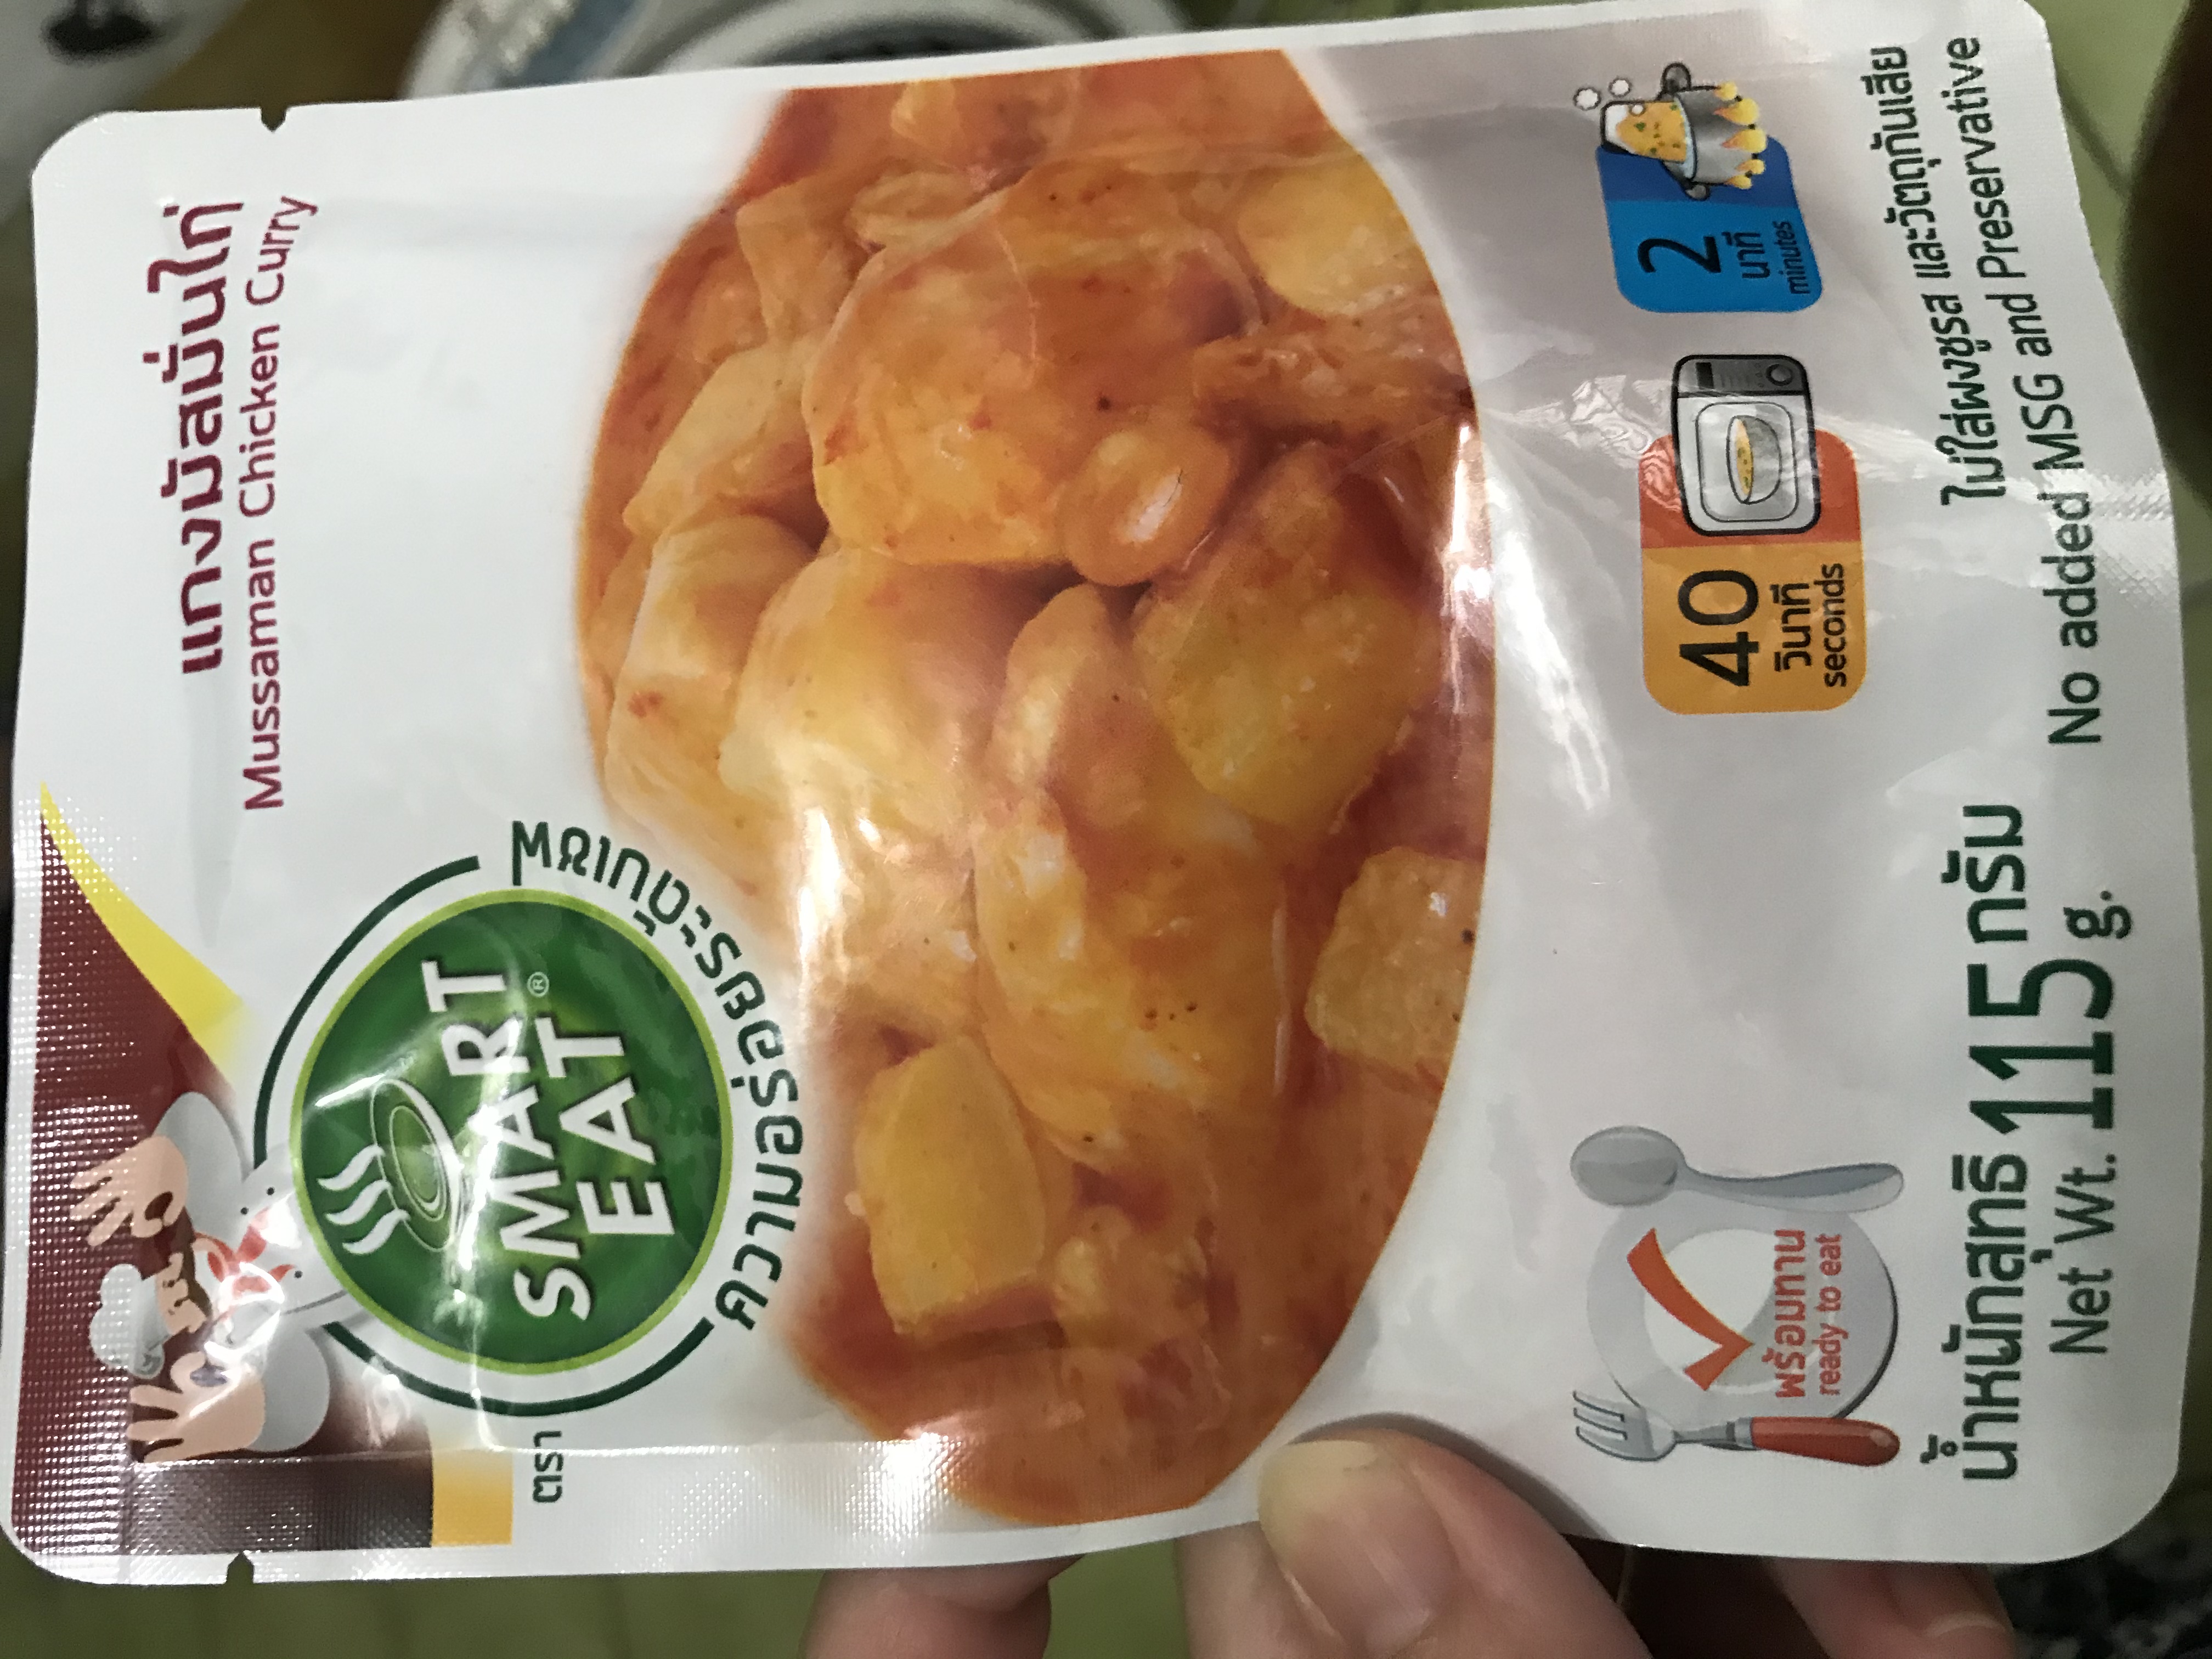 แกงมัสมั่นไก่
Mussaman Chicken Curry
SMART
EAT®
ตรา
ความอร่อยระดับเชฟ
พร้อมทาน
ready to eat
40
วินาที
seconds
2
นาที
minutes
น้ำหนักสุทธิ 115 กรัม
Net Wt. 115 g.
ไม่ใส่ผงชูรส และวัตถุกันเสีย
No added MSG and Preservative